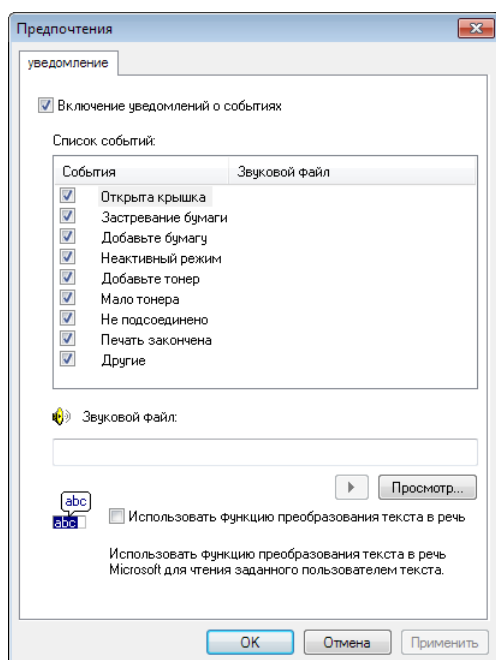 Предпочтения
уведомление
Включение уведомлений о событиях
Список событий:
События Звуковой файл
Открыта крышка
Застревание бумаги
Добавьте бумагу
Неактивный режим
Добавьте тонер
Мало тонера
Не подсоединено
Печать закончена
Другие
Звуковой файл:
Просмотр...
abc
abc
Использовать функцию преобразования текста в речь
Использовать функцию преобразования текста в речь
Microsoft для чтения заданного пользователем текста.
OK Отмена Применить